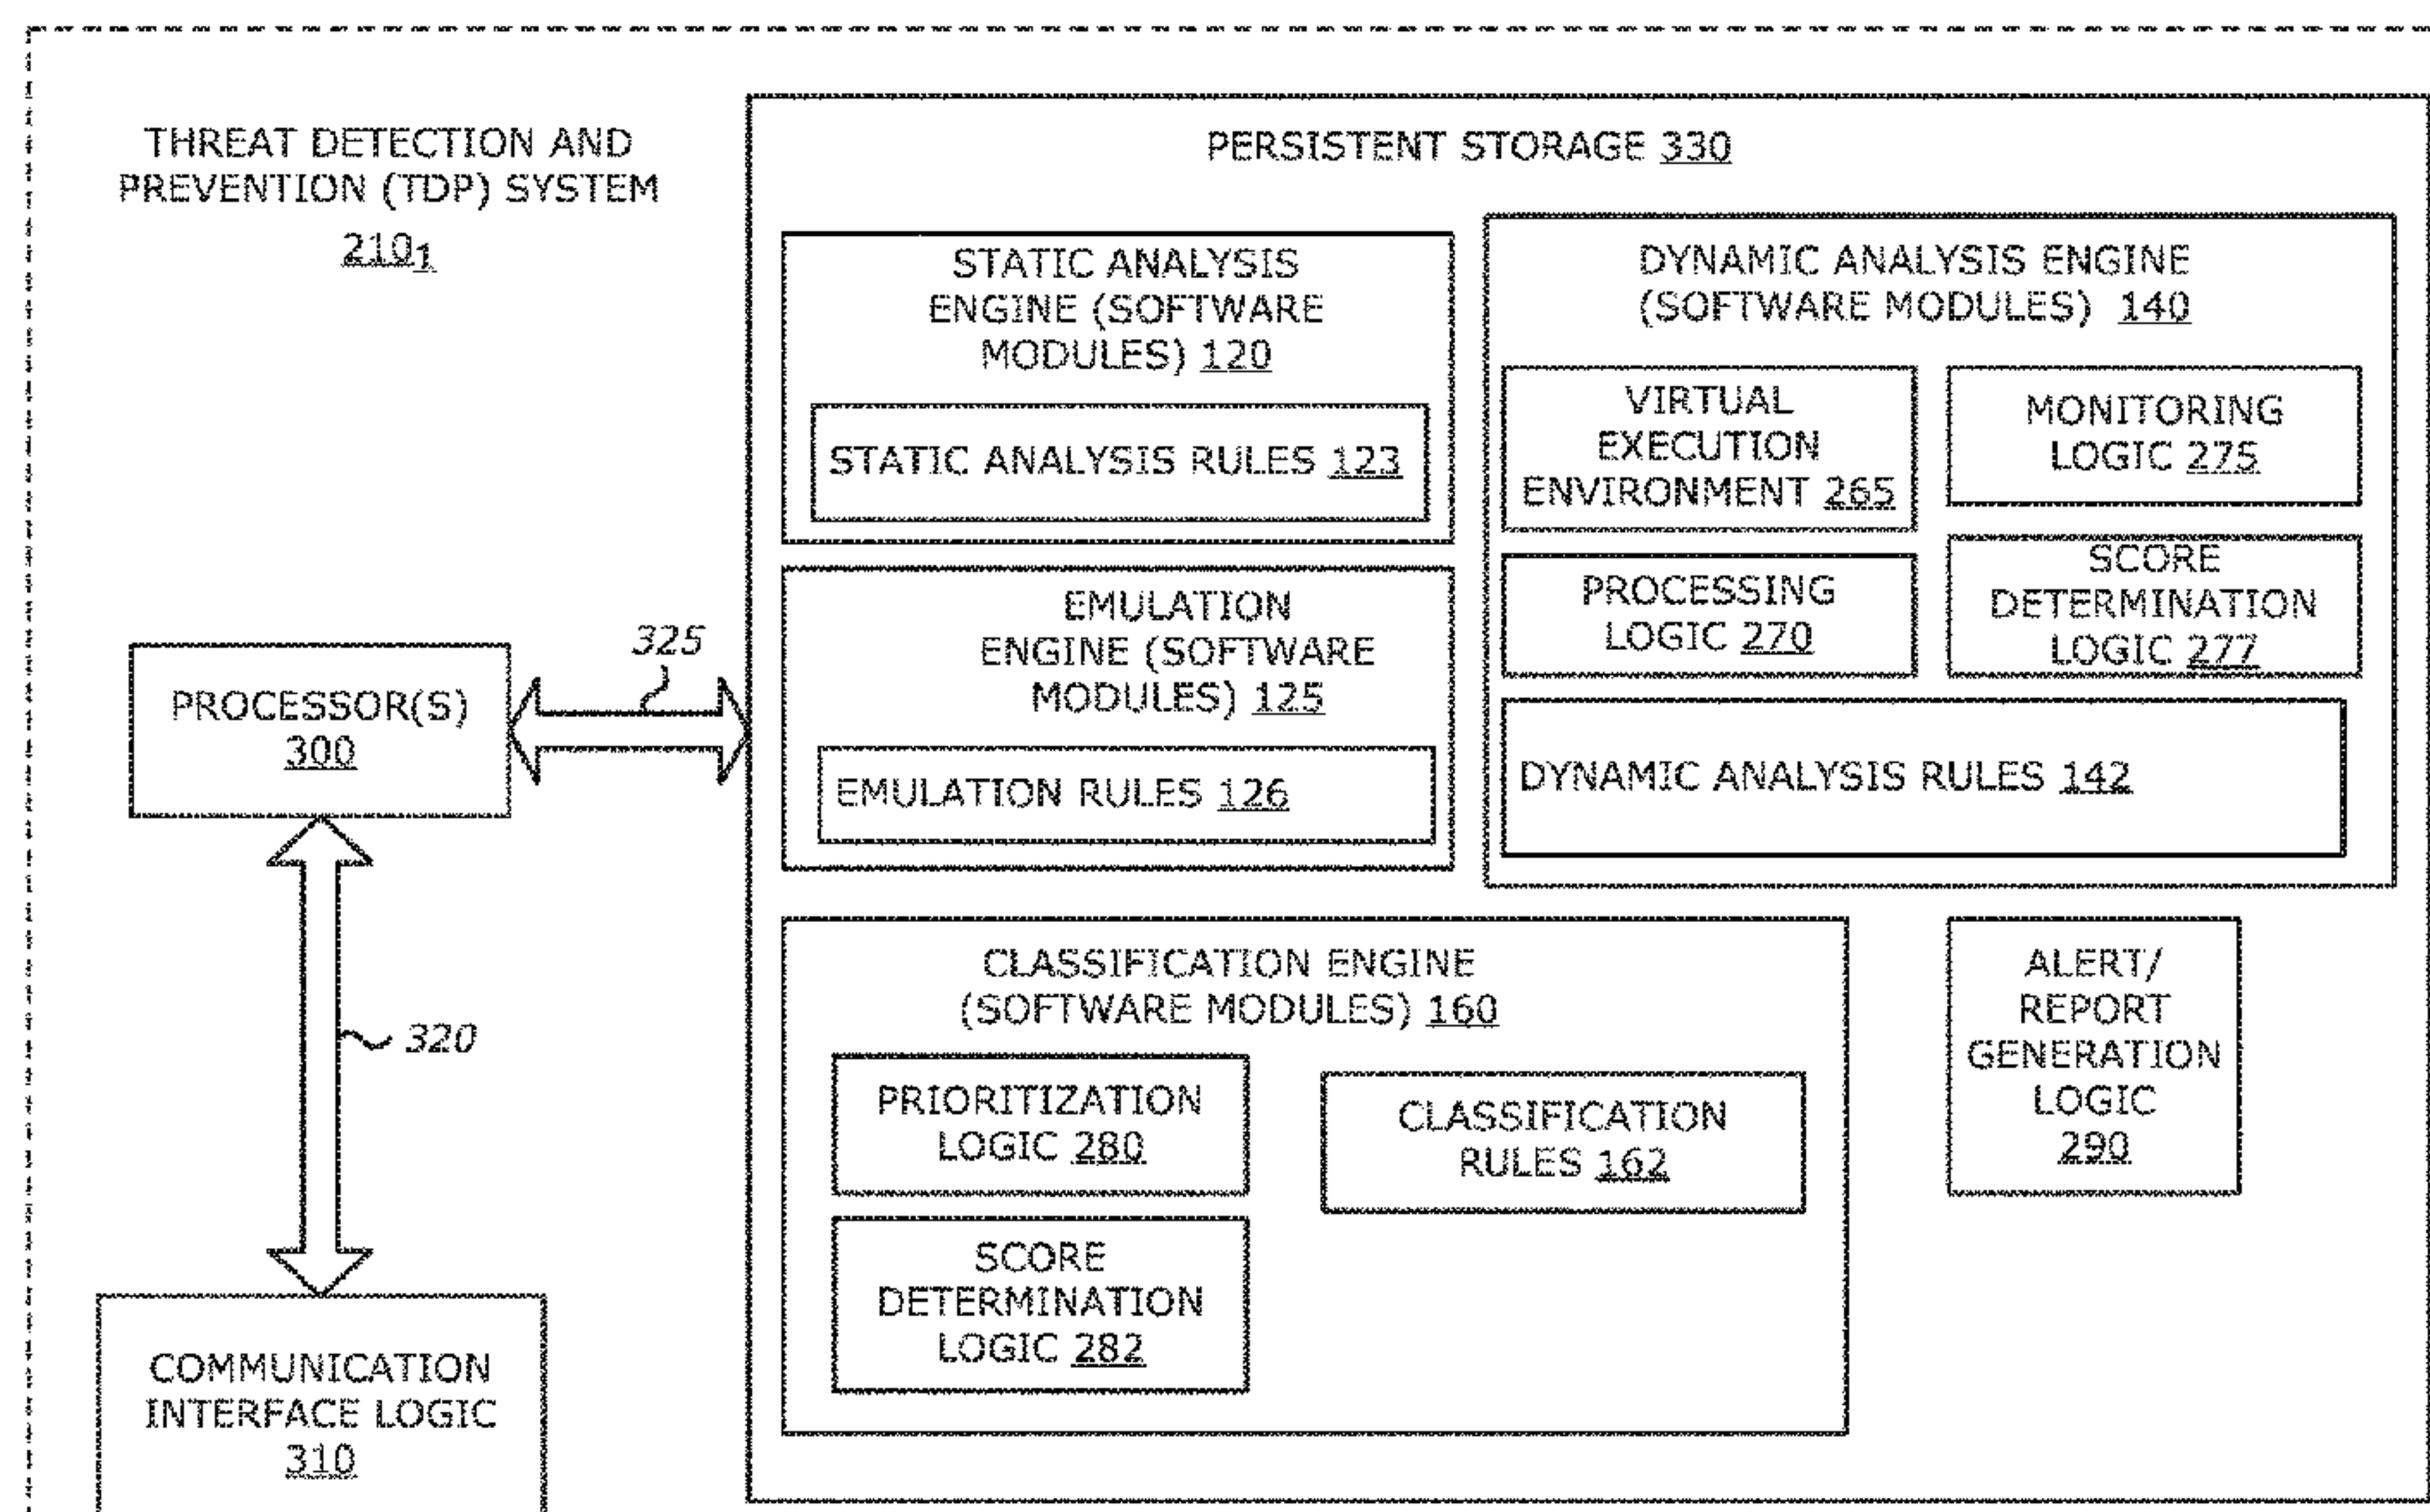 THREAT DETECTION AND
PREVENTION (TDP) SYSTEM
210₁
PERSISTENT STORAGE 330
STATIC ANALYSIS
ENGINE (SOFTWARE
MODULES) 120
STATIC ANALYSIS RULES 123
EMULATION
ENGINE (SOFTWARE
MODULES) 125
EMULATION RULES 126
DYNAMIC ANALYSIS ENGINE
(SOFTWARE MODULES) 140
VIRTUAL
EXECUTION
ENVIRONMENT 265
MONITORING
LOGIC 275
PROCESSING
LOGIC 270
SCORE
DETERMINATION
LOGIC 277
DYNAMIC ANALYSIS RULES 142
PROCESSOR(S)
300
325
320
COMMUNICATION
INTERFACE LOGIC
310
CLASSIFICATION ENGINE
(SOFTWARE MODULES) 160
PRIORITIZATION
LOGIC 280
CLASSIFICATION
RULES 162
SCORE
DETERMINATION
LOGIC 282
ALERT/
REPORT
GENERATION
LOGIC
290